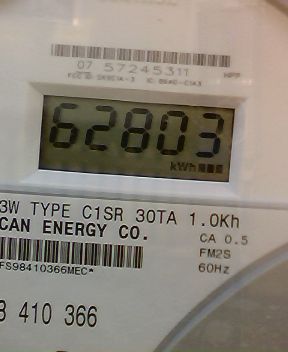 07 57245311
62803
kWh
3W TYPE C1SR 30TA 1.0Kh
CAN ENERGY CO.
CA 0.5
FM2S
FS98410366MEC*
60Hz
8 410 366